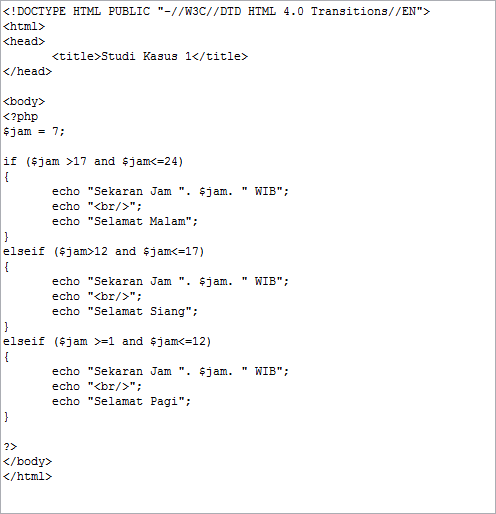 <!DOCTYPE HTML PUBLIC "-//W3C//DTD HTML 4.0 Transitions//EN">
<html>
<head>
<title>Studi Kasus 1</title>
</head>
<body>
<?php
$jam = 7;
if ($jam >17 and $jam<=24)
{
echo "Sekaran Jam ". $jam. " WIB";
echo "<br/>";
echo "Selamat Malam";
}
elseif ($jam>12 and $jam<=17)
{
echo "Sekaran Jam ". $jam. " WIB";
echo "<br/>";
echo "Selamat Siang";
}
elseif ($jam >=1 and $jam<=12)
{
echo "Sekaran Jam ". $jam. " WIB";
echo "<br/>";
echo "Selamat Pagi";
}
?>
</body>
</html>